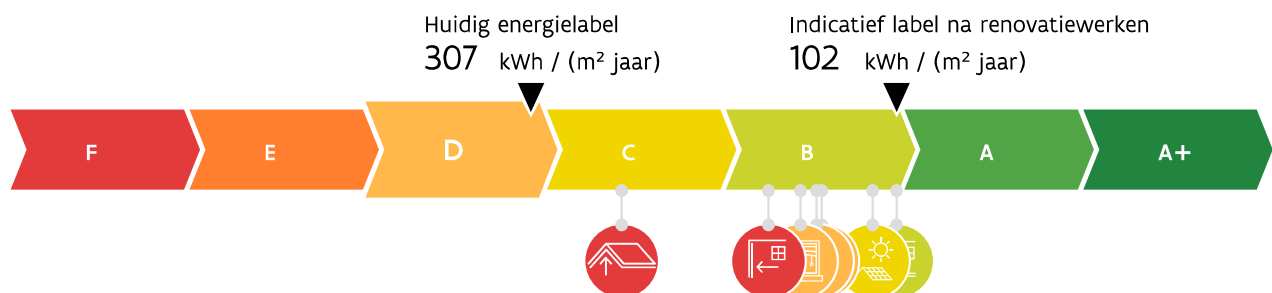 Huidig energielabel
307 kWh / (m² jaar)
Indicatief label na renovatiewerken
102 kWh / (m² jaar)
F E D C B A A+